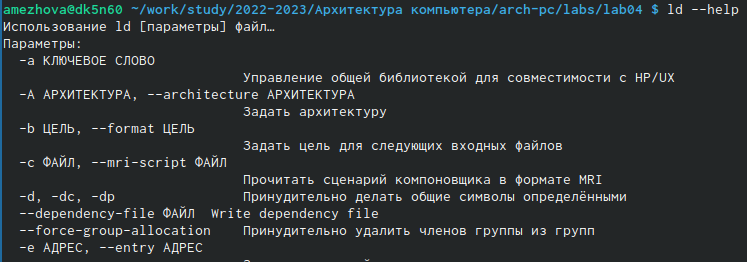 amezhova@dk5n60 ~/work/study/2022-2023/Архитектура компьютера/arch-pc/labs/lab04 $ ld --help
Использование ld [параметры] файл…
Параметры:
-a КЛЮЧЕВОЕ СЛОВО
Управление общей библиотекой для совместимости с HP/UX
-A АРХИТЕКТУРА, --architecture АРХИТЕКТУРА
Задать архитектуру
-b ЦЕЛЬ, --format ЦЕЛЬ
Задать цель для следующих входных файлов
-c ФАЙЛ, --mri-script ФАЙЛ
Прочитать сценарий компоновщика в формате MRI
-d, -dc, -dp Принудительно делать общие символы определёнными
--dependency-file ФАЙЛ Write dependency file
--force-group-allocation Принудительно удалить членов группы из групп
-e АДРЕС, --entry АДРЕС